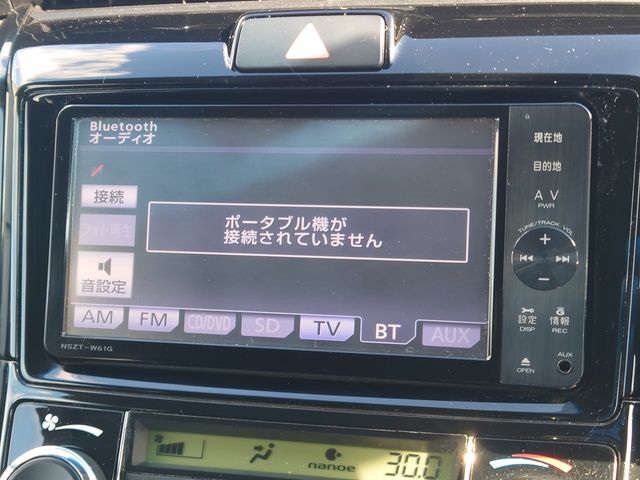 Bluetooth
オーディオ
接続
フォト再生
音設定
ポータブル機が
接続されていません
AM FM CD/DVD SD TV BT AUX
NSZT-W61G
現在地
目的地
AV
PWR
TUNE/TRACK VOL
+
−
設定 情報
DISP REC
OPEN AUX
nanoe 30.0